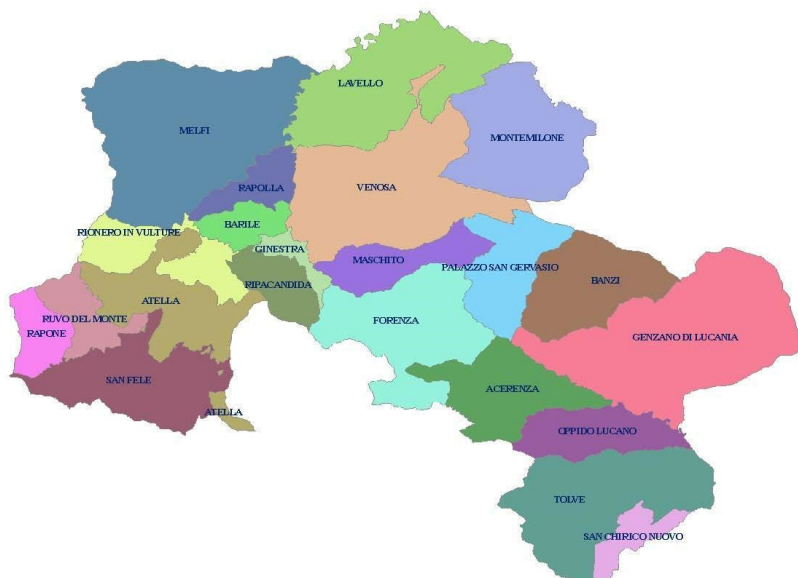 LAVELLO
MELFI
MONTEMILONE
RAPOLLA
VENOSA
BARILE
RIONERO IN VULTURE
GINESTRA
MASCHITO
PALAZZO SAN GERVASIO
BANZI
RIPACANDIDA
ATELLA
RUVO DEL MONTE
FORENZA
RAPONE
GENZANO DI LUCANIA
SAN FELE
ACERENZA
ATELLA
OPPIDO LUCANO
TOLVE
SAN CHIRICO NUOVO